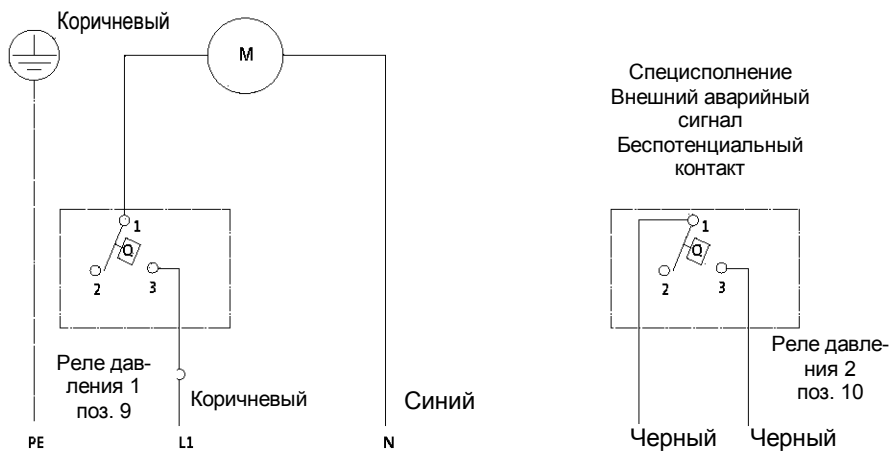 Коричневый
M
Специсполнение
Внешний аварийный
сигнал
Беспотенциальный
контакт
1
Q
2
3
1
Q
2
3
Реле дав-
ления 1
поз. 9
Коричневый
Синий
Реле давле-
ния 2
поз. 10
PE
L1
N
Черный
Черный